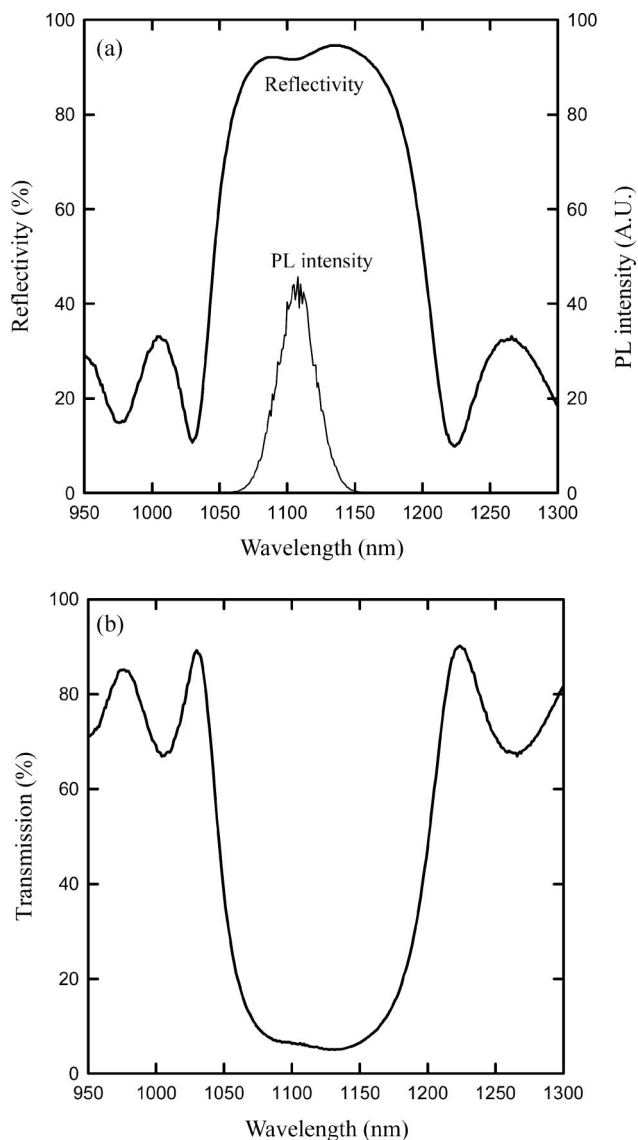 (a)
100
80
60
40
20
0
Reflectivity (%)
100
80
60
40
20
0
PL intensity (A.U.)
Reflectivity
PL intensity
950 1000 1050 1100 1150 1200 1250 1300
Wavelength (nm)
(b)
100
80
60
40
20
0
Transmission (%)
950 1000 1050 1100 1150 1200 1250 1300
Wavelength (nm)